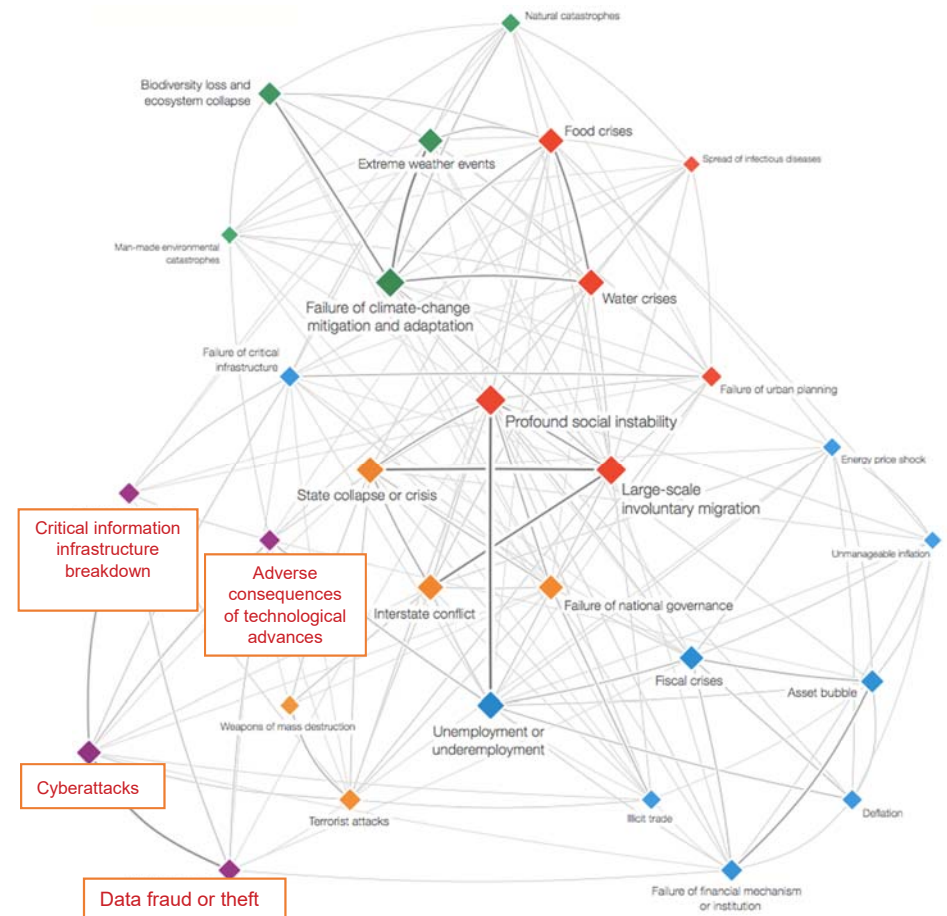 Natural catastrophes
Biodiversity loss and
ecosystem collapse
Food crises
Extreme weather events
Spread of infectious diseases
Man-made environmental
catastrophes
Water crises
Failure of climate-change
mitigation and adaptation
Failure of critical
infrastructure
Failure of urban planning
Profound social instability
Energy price shock
State collapse or crisis
Large-scale
involuntary migration
Critical information
infrastructure
breakdown
Unmanageable inflation
Adverse
consequences
of technological
advances
Interstate conflict
Failure of national governance
Fiscal crises
Asset bubble
Weapons of mass destruction
Unemployment or
underemployment
Cyberattacks
Terrorist attacks
Illicit trade
Deflation
Data fraud or theft
Failure of financial mechanism
or institution